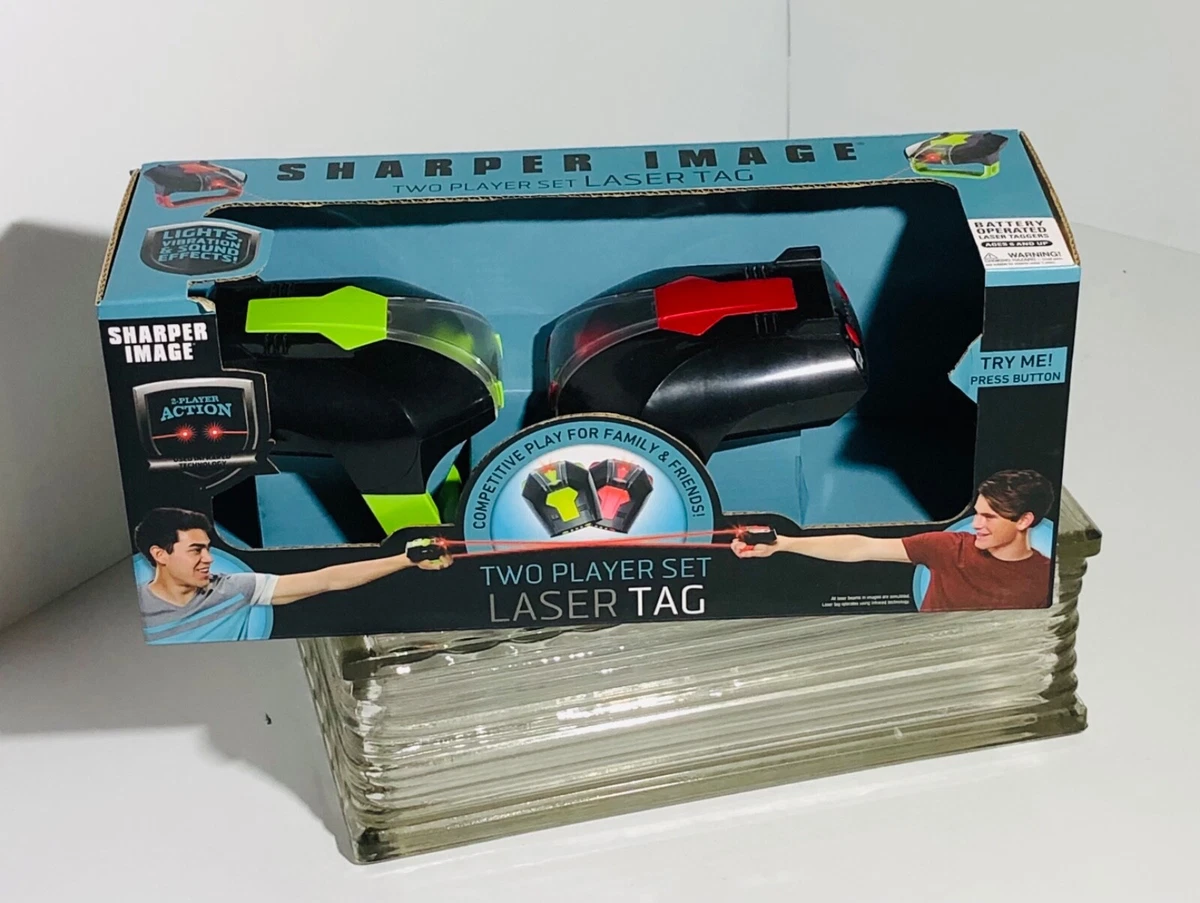 SHARPER IMAGE
TWO PLAYER SET LASER TAG
LIGHTS
VIBRATION
& SOUND
EFFECTS!
BATTERY
OPERATED
LASER TAGGERS
AGES 6 AND UP
WARNING!
SHARPER
IMAGE
2-PLAYER
ACTION
TECHNOLOGY
TRY ME!
PRESS BUTTON
COMPETITIVE PLAY FOR FAMILY & FRIENDS!
TWO PLAYER SET
LASER TAG
All laser beams in images are simulated.
Laser Tag operates using infrared technology.